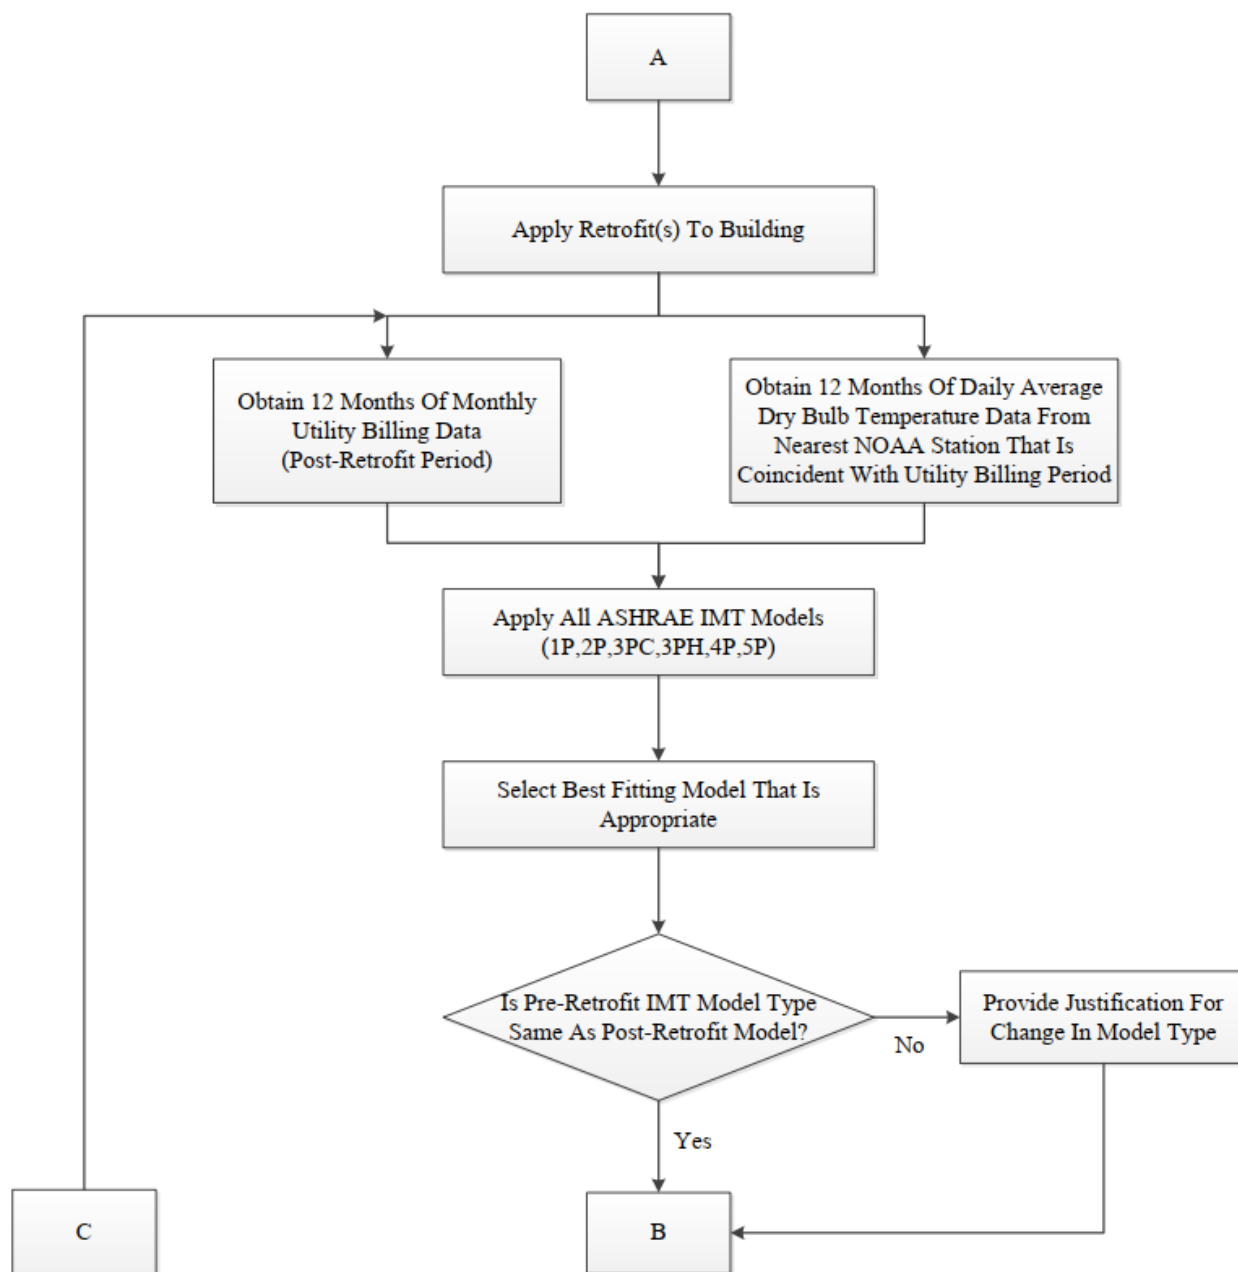 A
Apply Retrofit(s) To Building
Obtain 12 Months Of Monthly
Utility Billing Data
(Post-Retrofit Period)
Obtain 12 Months Of Daily Average
Dry Bulb Temperature Data From
Nearest NOAA Station That Is
Coincident With Utility Billing Period
Apply All ASHRAE IMT Models
(1P,2P,3PC,3PH,4P,5P)
Select Best Fitting Model That Is
Appropriate
Is Pre-Retrofit IMT Model Type
Same As Post-Retrofit Model?
No
Provide Justification For
Change In Model Type
Yes
C
B